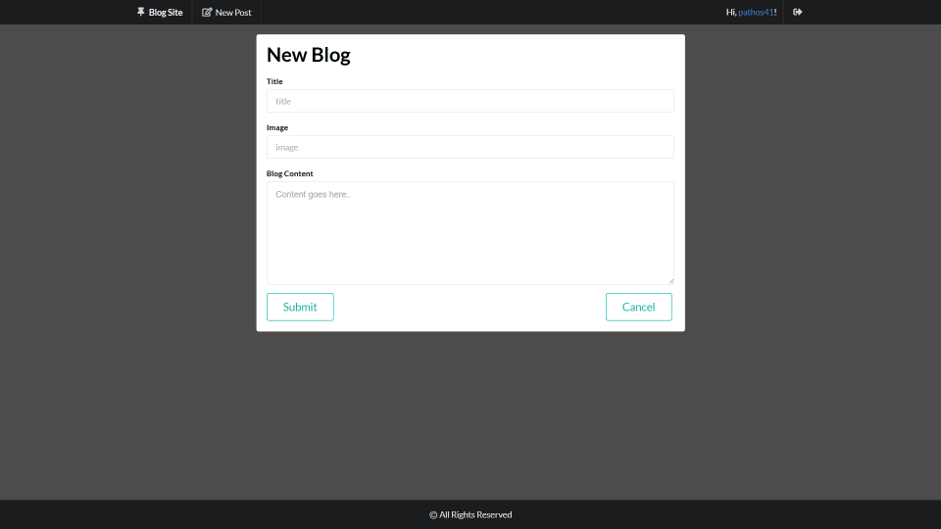 Blog Site New Post Hi, pathos41!
New Blog
Title
title
Image
image
Blog Content
Content goes here..
Submit Cancel
© All Rights Reserved